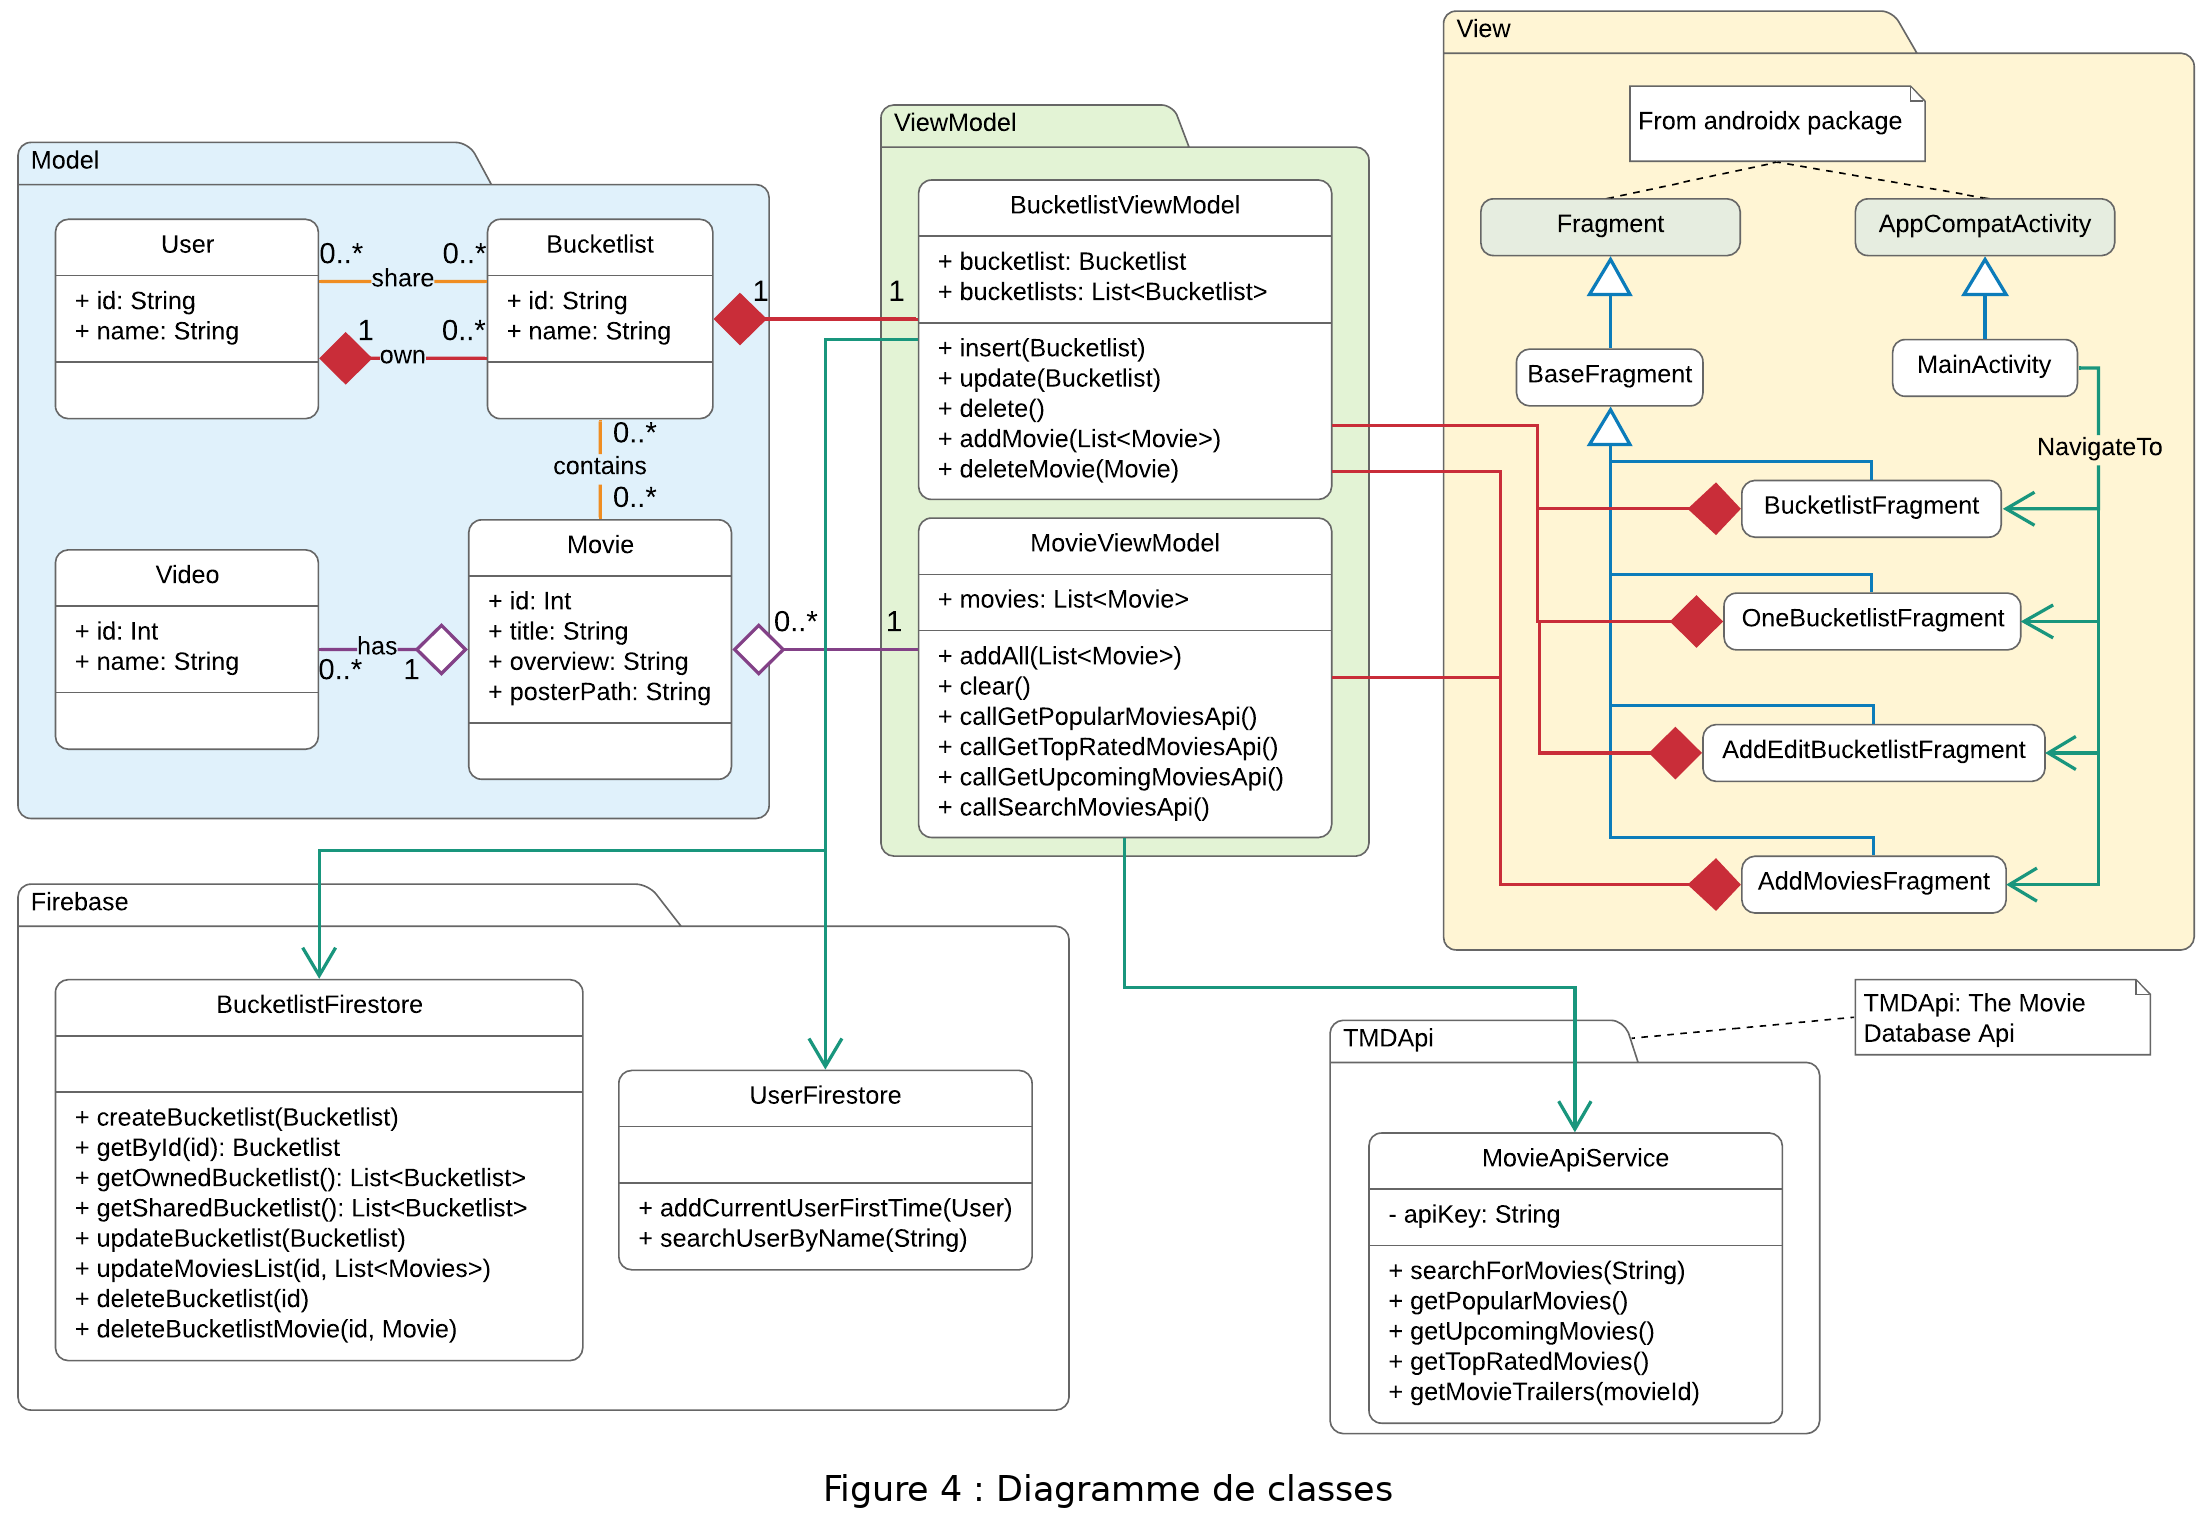 Model
User
+ id: String
+ name: String
0..*
share
0..*
1
own
0..*
Bucketlist
+ id: String
+ name: String
0..*
contains
0..*
Video
+ id: Int
+ name: String
has
0..*
1
Movie
+ id: Int
+ title: String
+ overview: String
+ posterPath: String
1
1
0..*
1
ViewModel
BucketlistViewModel
+ bucketlist: Bucketlist
+ bucketlists: List<Bucketlist>
+ insert(Bucketlist)
+ update(Bucketlist)
+ delete()
+ addMovie(List<Movie>)
+ deleteMovie(Movie)
MovieViewModel
+ movies: List<Movie>
+ addAll(List<Movie>)
+ clear()
+ callGetPopularMoviesApi()
+ callGetTopRatedMoviesApi()
+ callGetUpcomingMoviesApi()
+ callSearchMoviesApi()
View
From androidx package
Fragment
AppCompatActivity
BaseFragment
MainActivity
NavigateTo
BucketlistFragment
OneBucketlistFragment
AddEditBucketlistFragment
AddMoviesFragment
Firebase
BucketlistFirestore
+ createBucketlist(Bucketlist)
+ getById(id): Bucketlist
+ getOwnedBucketlist(): List<Bucketlist>
+ getSharedBucketlist(): List<Bucketlist>
+ updateBucketlist(Bucketlist)
+ updateMoviesList(id, List<Movies>)
+ deleteBucketlist(id)
+ deleteBucketlistMovie(id, Movie)
UserFirestore
+ addCurrentUserFirstTime(User)
+ searchUserByName(String)
TMDApi
TMDApi: The Movie
Database Api
MovieApiService
- apiKey: String
+ searchForMovies(String)
+ getPopularMovies()
+ getUpcomingMovies()
+ getTopRatedMovies()
+ getMovieTrailers(movieId)
Figure 4 : Diagramme de classes